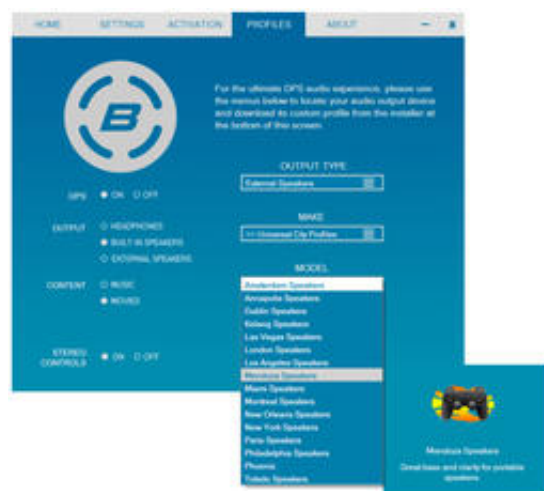 HOME SETTINGS ACTIVATION PROFILES ABOUT
B
For the ultimate DPS audio experience, please use
the menus below to locate your audio output device
and download its custom profile from the installer at
the bottom of this screen.
OUTPUT TYPE
External Speakers
MAKE
>> Universal City Profiles
MODEL
Amsterdam Speakers
Annapolis Speakers
Dublin Speakers
Las Vegas Speakers
London Speakers
Los Angeles Speakers
Mendoza Speakers
Miami Speakers
Montreal Speakers
New Orleans Speakers
New York Speakers
Paris Speakers
Philadelphia Speakers
Phoenix
Toledo Speakers
DPS ON OFF
OUTPUT HEADPHONES
BUILT IN SPEAKERS
EXTERNAL SPEAKERS
CONTENT MUSIC
MOVIES
STEREO
CONTROLS ON OFF
Mendoza Speakers
Great bass and clarity for portable
speakers.